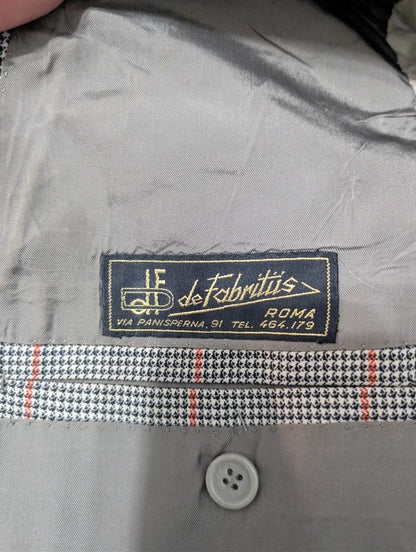 de Fabritiis
ROMA
VIA PANISPERNA, 91 TEL. 464.179